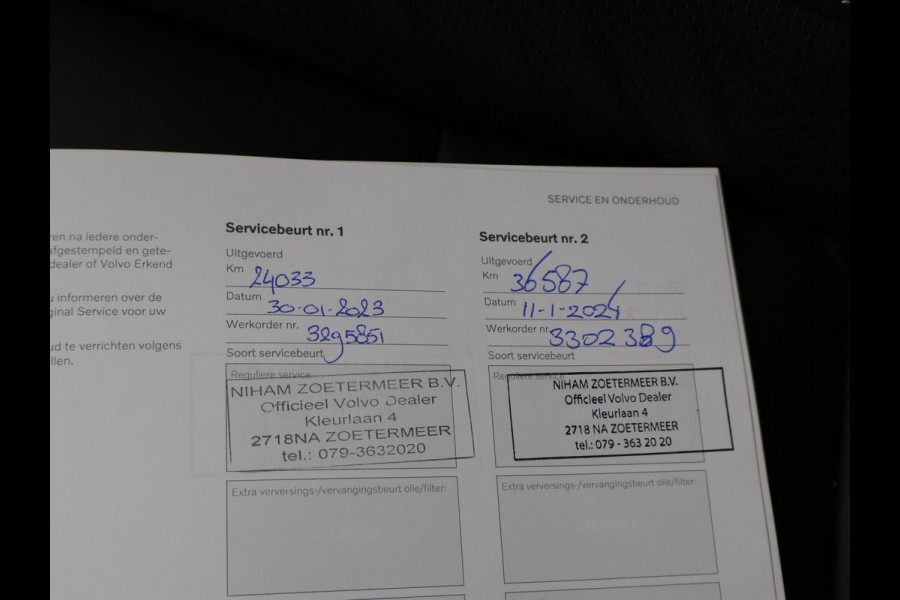 SERVICE EN ONDERHOUD
en na iedere onder-
afgestempeld en gete-
dealer of Volvo Erkend
informeren over de
ginal Service voor uw
te verrichten volgens
Servicebeurt nr. 1
Uitgevoerd
Km 24033
Datum 30-01-2023
Werkorder nr. 3295851
Soort servicebeurt
Reguliere service
NIHAM ZOETERMEER B.V.
Officieel Volvo Dealer
Kleurlaan 4
2718NA ZOETERMEER
tel.: 079-3632020
Extra verversings-/vervangingsbeurt olie/filter:
STEMPEL
Servicebeurt nr. 2
Uitgevoerd
Km 36587
Datum 11-1-2024
Werkorder nr. 3302389
Soort servicebeurt
Reguliere service
NIHAM ZOETERMEER B.V.
Officieel Volvo Dealer
Kleurlaan 4
2718 NA ZOETERMEER
tel.: 079 - 363 20 20
Extra verversings-/vervangingsbeurt olie/filter:
STEMPEL